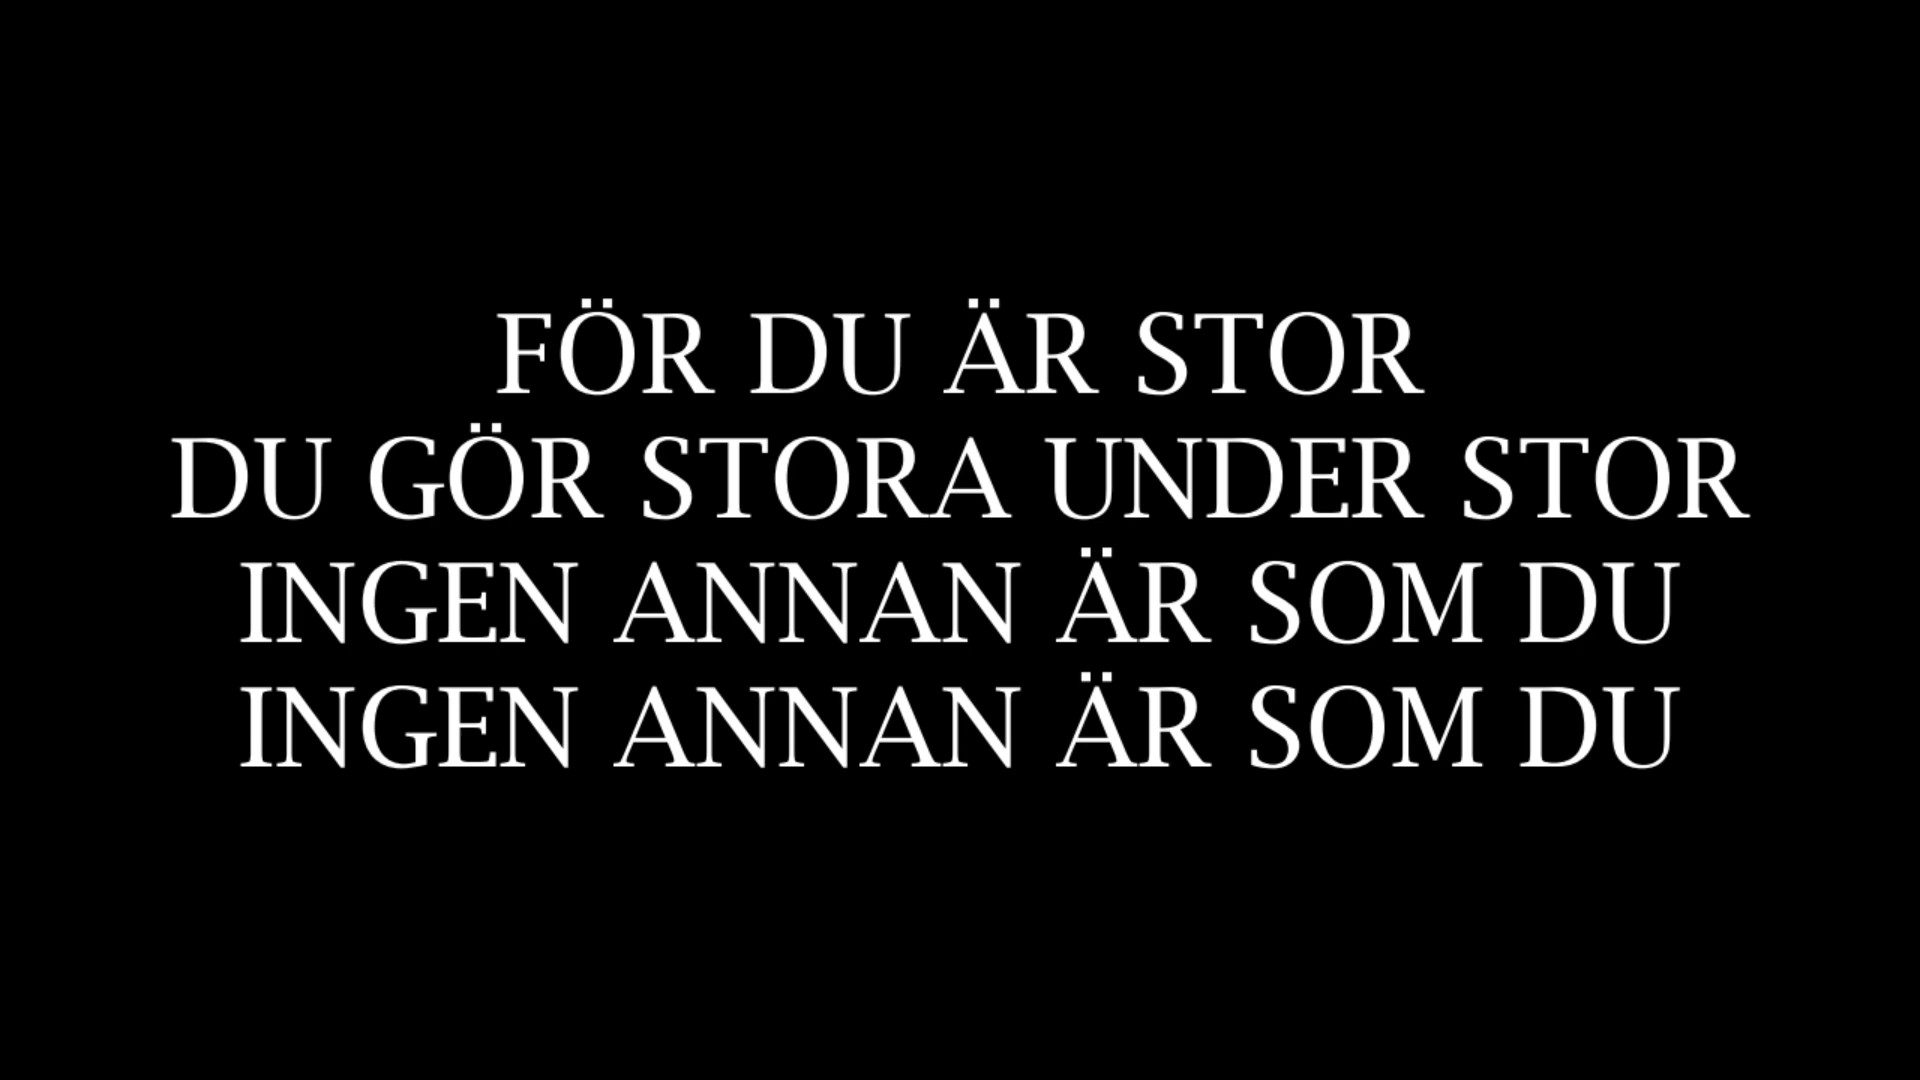 FÖR DU ÄR STOR
DU GÖR STORA UNDER STOR
INGEN ANNAN ÄR SOM DU
INGEN ANNAN ÄR SOM DU